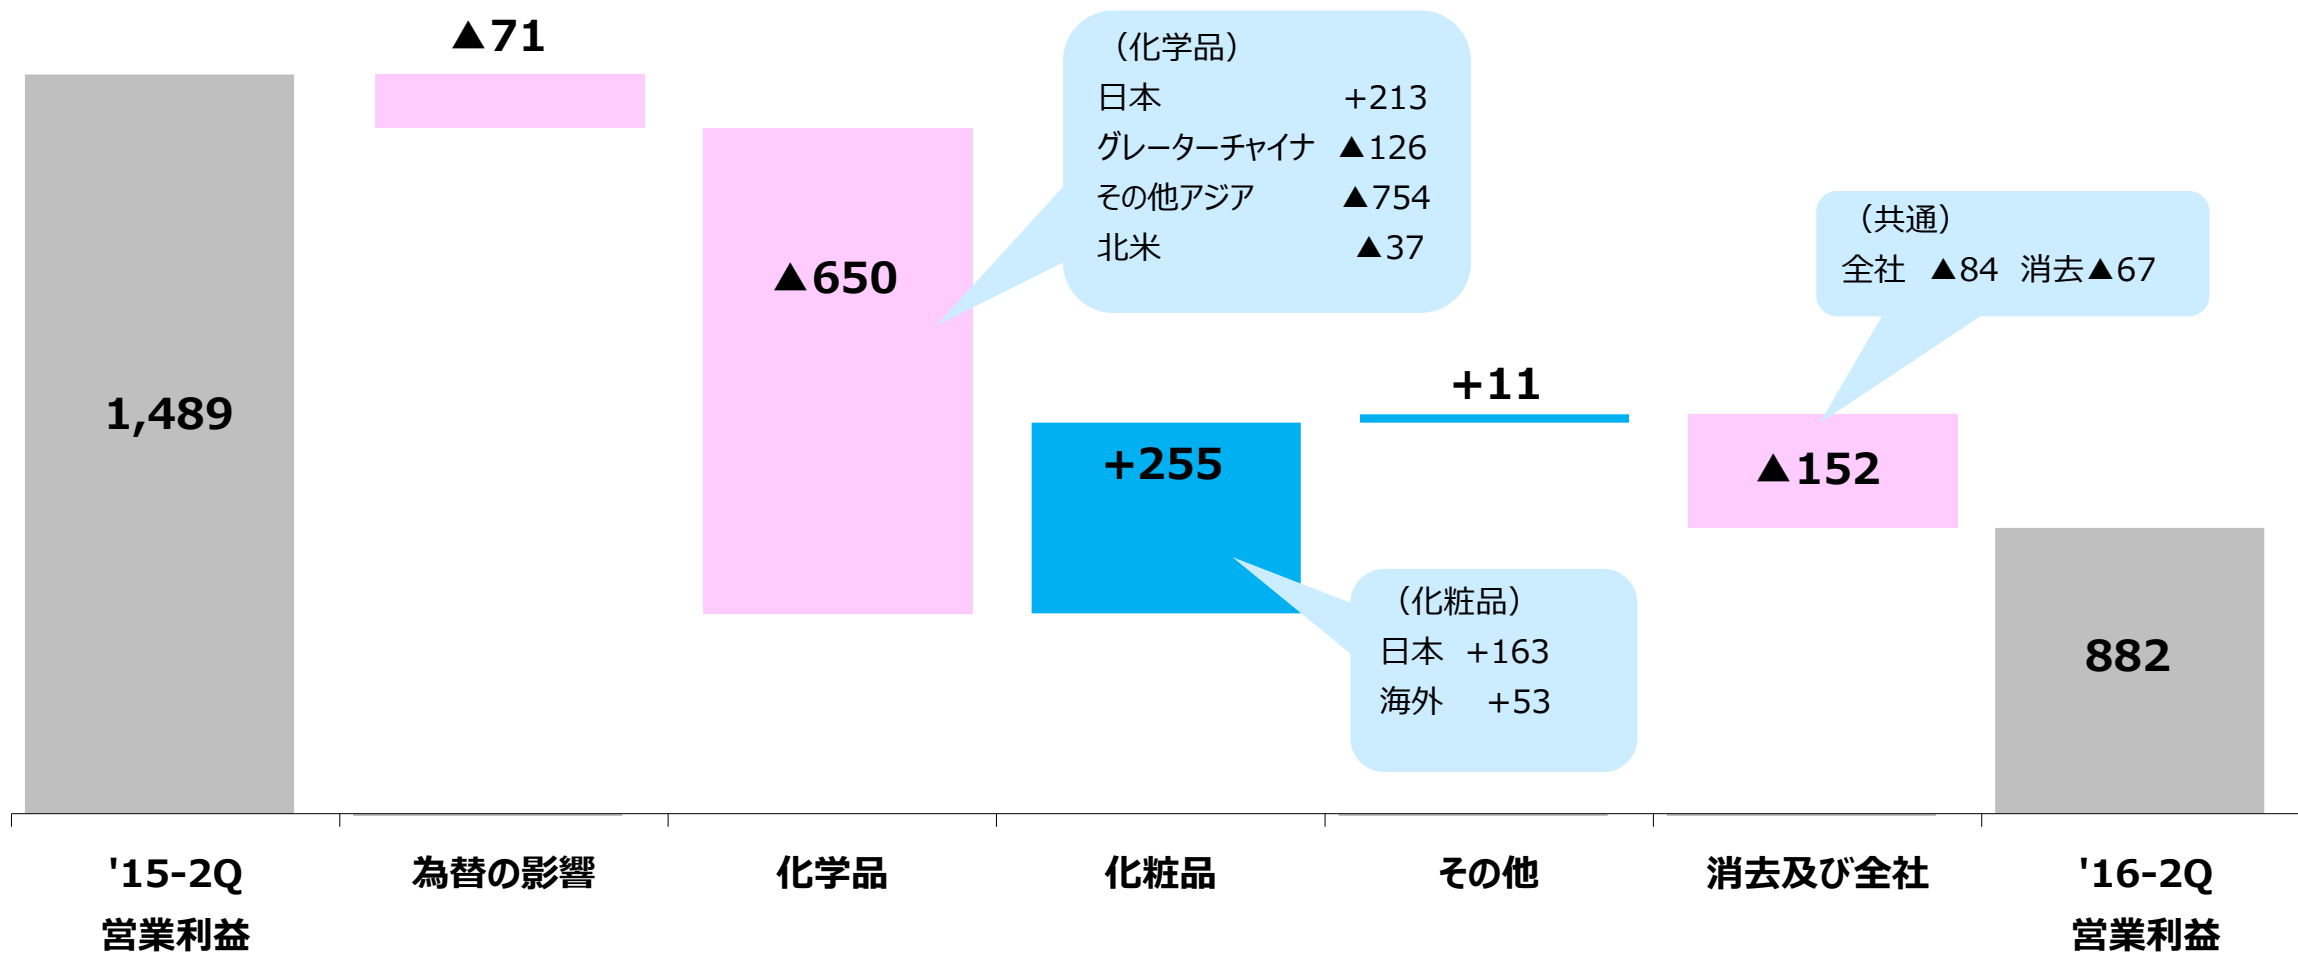 ▲71
（化学品）
日本 +213
グレーターチャイナ ▲126
その他アジア ▲754
北米 ▲37
（共通）
全社 ▲84 消去▲67
▲650
1,489
+11
+255
▲152
（化粧品）
日本 +163
海外 +53
882
'15-2Q
営業利益
為替の影響
化学品
化粧品
その他
消去及び全社
'16-2Q
営業利益